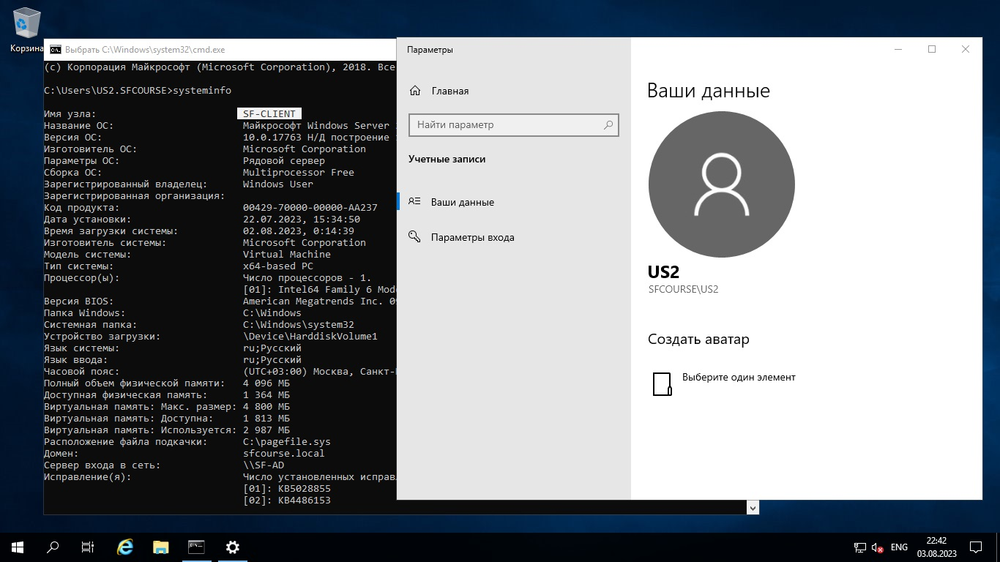 Корзина
Выбрать C:\Windows\system32\cmd.exe
(c) Корпорация Майкрософт (Microsoft Corporation), 2018. Все
C:\Users\US2.SFCOURSE>systeminfo
Имя узла: SF-CLIENT
Название ОС: Майкрософт Windows Server
Версия ОС: 10.0.17763 Н/Д построение
Изготовитель ОС: Microsoft Corporation
Параметры ОС: Рядовой сервер
Сборка ОС: Multiprocessor Free
Зарегистрированный владелец: Windows User
Зарегистрированная организация:
Код продукта: 00429-70000-00000-AA237
Дата установки: 22.07.2023, 15:34:50
Время загрузки системы: 02.08.2023, 0:14:39
Изготовитель системы: Microsoft Corporation
Модель системы: Virtual Machine
Тип системы: x64-based PC
Процессор(ы): Число процессоров - 1.
[01]: Intel64 Family 6
Версия BIOS: American Megatrends Inc.
Папка Windows: C:\Windows
Системная папка: C:\Windows\system32
Устройство загрузки: \Device\HarddiskVolume1
Язык системы: ru;Русский
Язык ввода: ru;Русский
Часовой пояс: (UTC+03:00) Москва, Санкт-
Полный объем физической памяти: 4 096 МБ
Доступная физическая память: 1 364 МБ
Виртуальная память: Макс. размер: 4 800 МБ
Виртуальная память: Доступна: 1 813 МБ
Виртуальная память: Используется: 2 987 МБ
Расположение файла подкачки: C:\pagefile.sys
Домен: sfcourse.local
Сервер входа в сеть: \\SF-AD
Исправление(я): Число установленных
[01]: KB5028855
[02]: KB4486153
Параметры
Главная
Найти параметр
Учетные записи
Ваши данные
Параметры входа
Ваши данные
US2
SFCOURSE\US2
Создать аватар
Выберите один элемент
ENG
22:42
03.08.2023